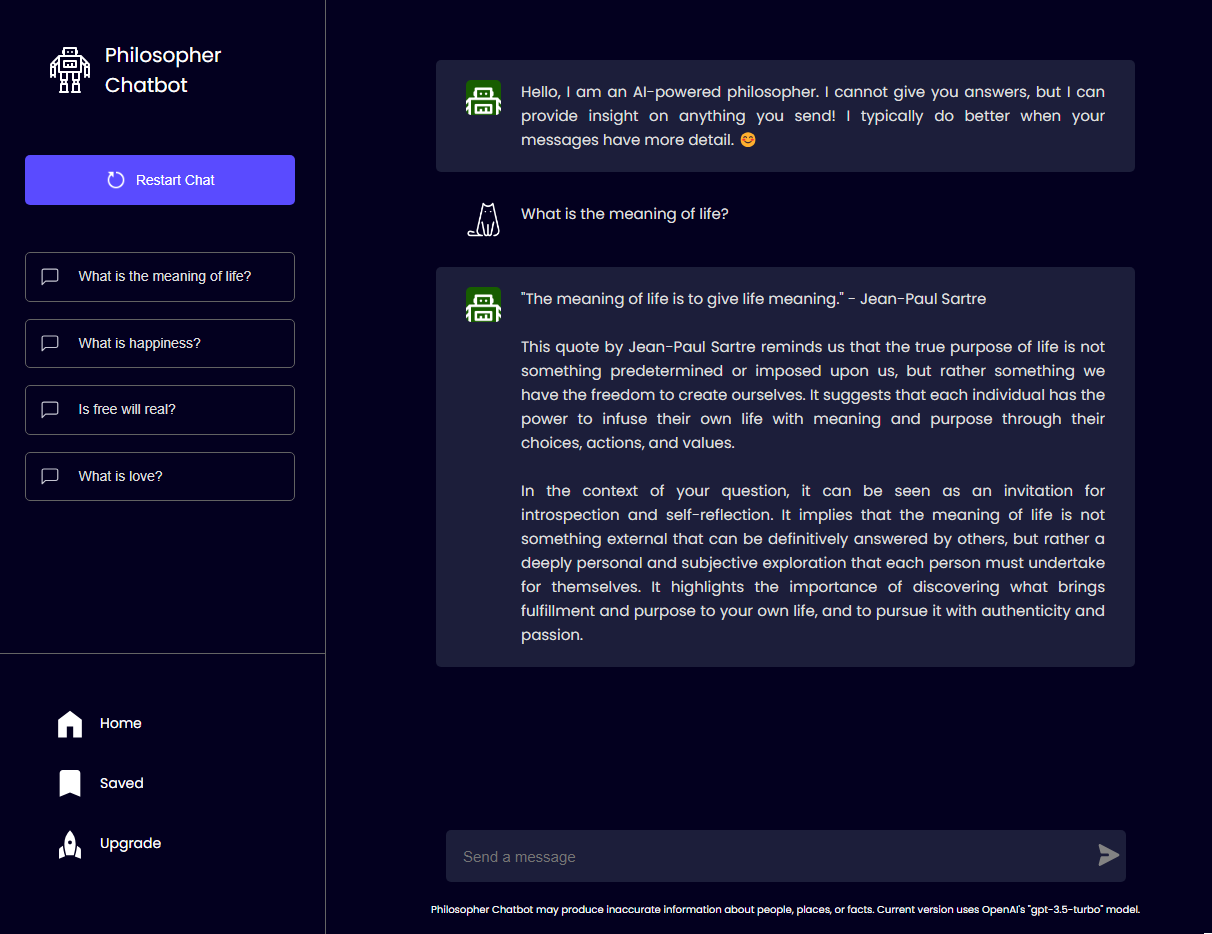 Philosopher
Chatbot
Restart Chat
What is the meaning of life?
What is happiness?
Is free will real?
What is love?
Home
Saved
Upgrade
Hello, I am an AI-powered philosopher. I cannot give you answers, but I can
provide insight on anything you send! I typically do better when your
messages have more detail. 😊
What is the meaning of life?
"The meaning of life is to give life meaning." - Jean-Paul Sartre
This quote by Jean-Paul Sartre reminds us that the true purpose of life is not
something predetermined or imposed upon us, but rather something we
have the freedom to create ourselves. It suggests that each individual has the
power to infuse their own life with meaning and purpose through their
choices, actions, and values.
In the context of your question, it can be seen as an invitation for
introspection and self-reflection. It implies that the meaning of life is not
something external that can be definitively answered by others, but rather a
deeply personal and subjective exploration that each person must undertake
for themselves. It highlights the importance of discovering what brings
fulfillment and purpose to your own life, and to pursue it with authenticity and
passion.
Send a message
Philosopher Chatbot may produce inaccurate information about people, places, or facts. Current version uses OpenAI's "gpt-3.5-turbo" model.